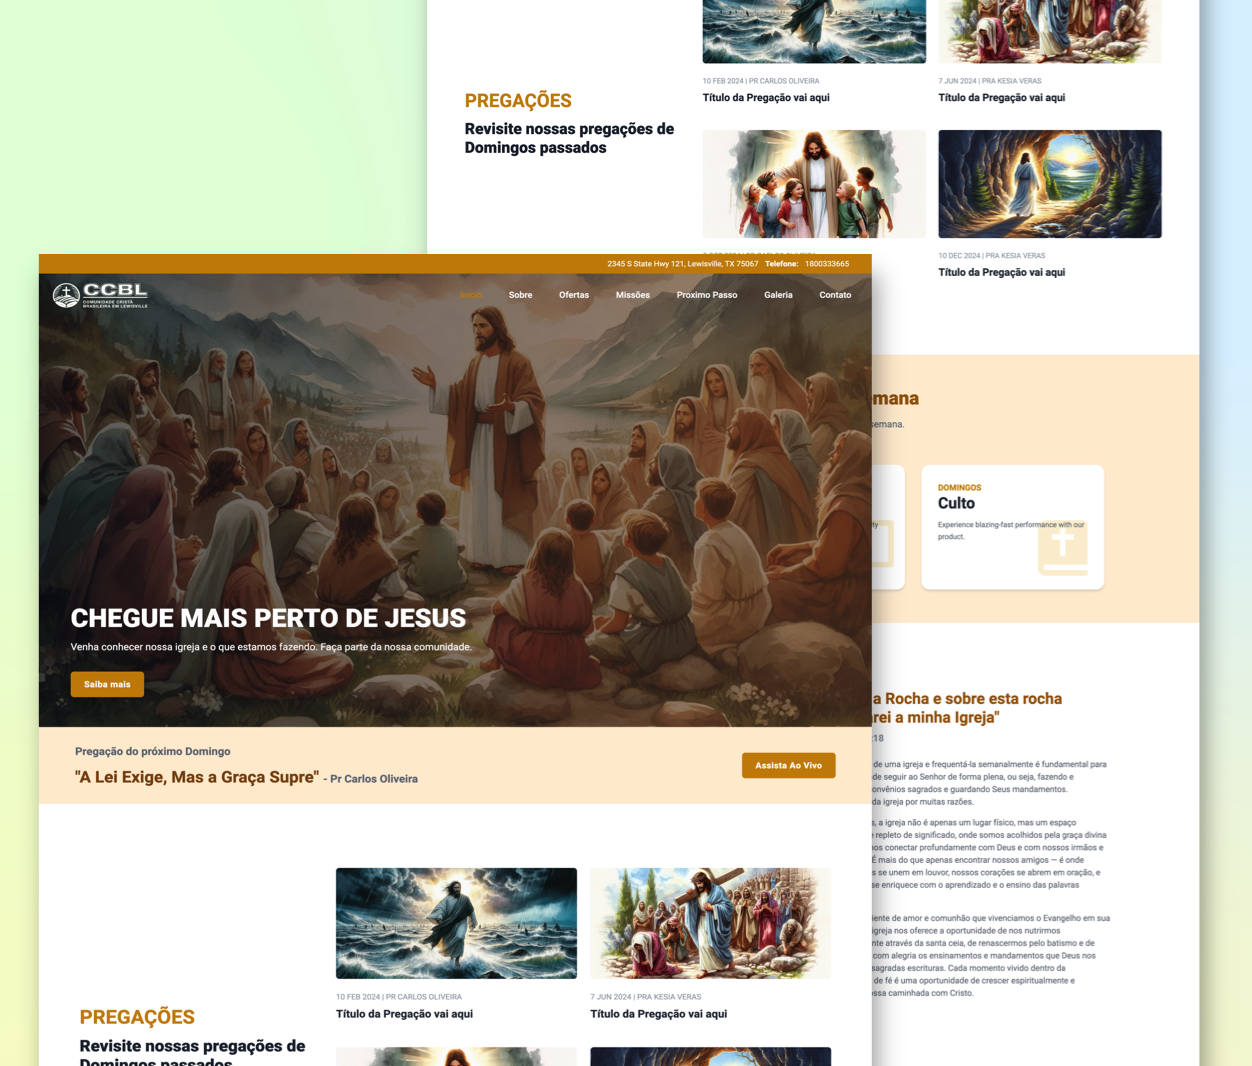 10 FEB 2024 | PR CARLOS OLIVEIRA
Título da Pregação vai aqui
7 JUN 2024 | PRA KESIA VERAS
Título da Pregação vai aqui
PREGAÇÕES
Revisite nossas pregações de
Domingos passados
10 DEC 2024 | PRA KESIA VERAS
Título da Pregação vai aqui
2345 S State Hwy 121, Lewisville, TX 75067 Telefone: 1800333665
CCBL
COMUNIDADE CRISTÃ
BRASILEIRA EM LEWISVILLE
Início Sobre Ofertas Missões Proximo Passo Galeria Contato
CHEGUE MAIS PERTO DE JESUS
Venha conhecer nossa igreja e o que estamos fazendo. Faça parte da nossa comunidade.
Saiba mais
Pregação do próximo Domingo
"A Lei Exige, Mas a Graça Supre" - Pr Carlos Oliveira
Assista Ao Vivo
10 FEB 2024 | PR CARLOS OLIVEIRA
Título da Pregação vai aqui
7 JUN 2024 | PRA KESIA VERAS
Título da Pregação vai aqui
PREGAÇÕES
Revisite nossas pregações de
Domingos passados
mana
semana.
DOMINGOS
Culto
Experience blazing-fast performance with our
product.
a Rocha e sobre esta rocha
rei a minha Igreja"
:18
de uma igreja e frequentá-la semanalmente é fundamental para
de seguir ao Senhor de forma plena, ou seja, fazendo e
convênios sagrados e guardando Seus mandamentos.
da igreja por muitas razões.
, a igreja não é apenas um lugar físico, mas um espaço
repleto de significado, onde somos acolhidos pela graça divina
nos conectar profundamente com Deus e com nossos irmãos e
É mais do que apenas encontrar nossos amigos — é onde
s se unem em louvor, nossos corações se abrem em oração, e
se enriquece com o aprendizado e o ensino das palavras
iente de amor e comunhão que vivenciamos o Evangelho em sua
igreja nos oferece a oportunidade de nos nutrirmos
nte através da santa ceia, de renascermos pelo batismo e de
com alegria os ensinamentos e mandamentos que Deus nos
sagradas escrituras. Cada momento vivido dentro da
de fé é uma oportunidade de crescer espiritualmente e
ossa caminhada com Cristo.